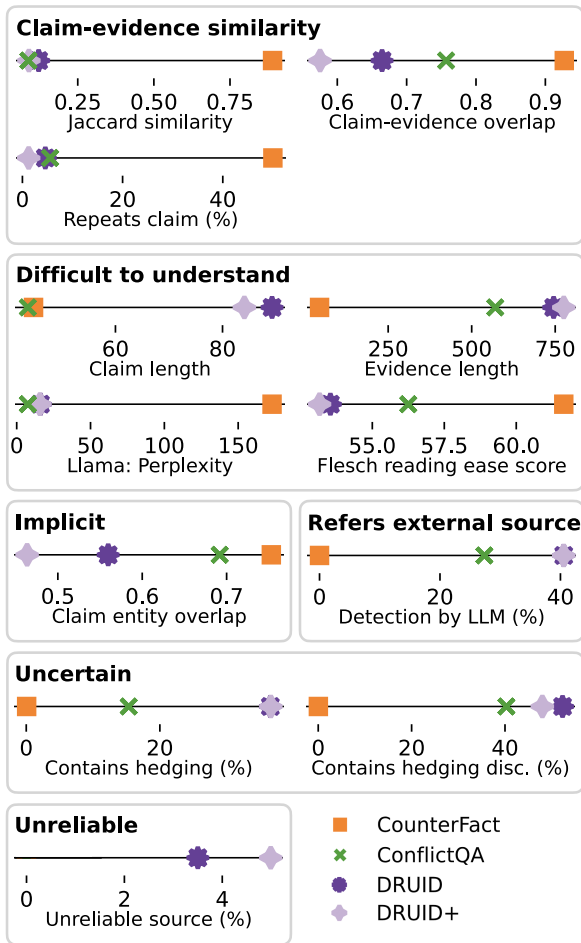 Claim-evidence similarity
0.25 0.50 0.75
Jaccard similarity
0.6 0.7 0.8 0.9
Claim-evidence overlap
0 20 40
Repeats claim (%)
Difficult to understand
60 80
Claim length
250 500 750
Evidence length
0 50 100 150
Llama: Perplexity
55.0 57.5 60.0
Flesch reading ease score
Implicit
0.5 0.6 0.7
Claim entity overlap
Refers external source
0 20 40
Detection by LLM (%)
Uncertain
0 20
Contains hedging (%)
0 40
Contains hedging disc. (%)
Unreliable
0 2 4
Unreliable source (%)
CounterFact
ConflictQA
DRUID
DRUID+